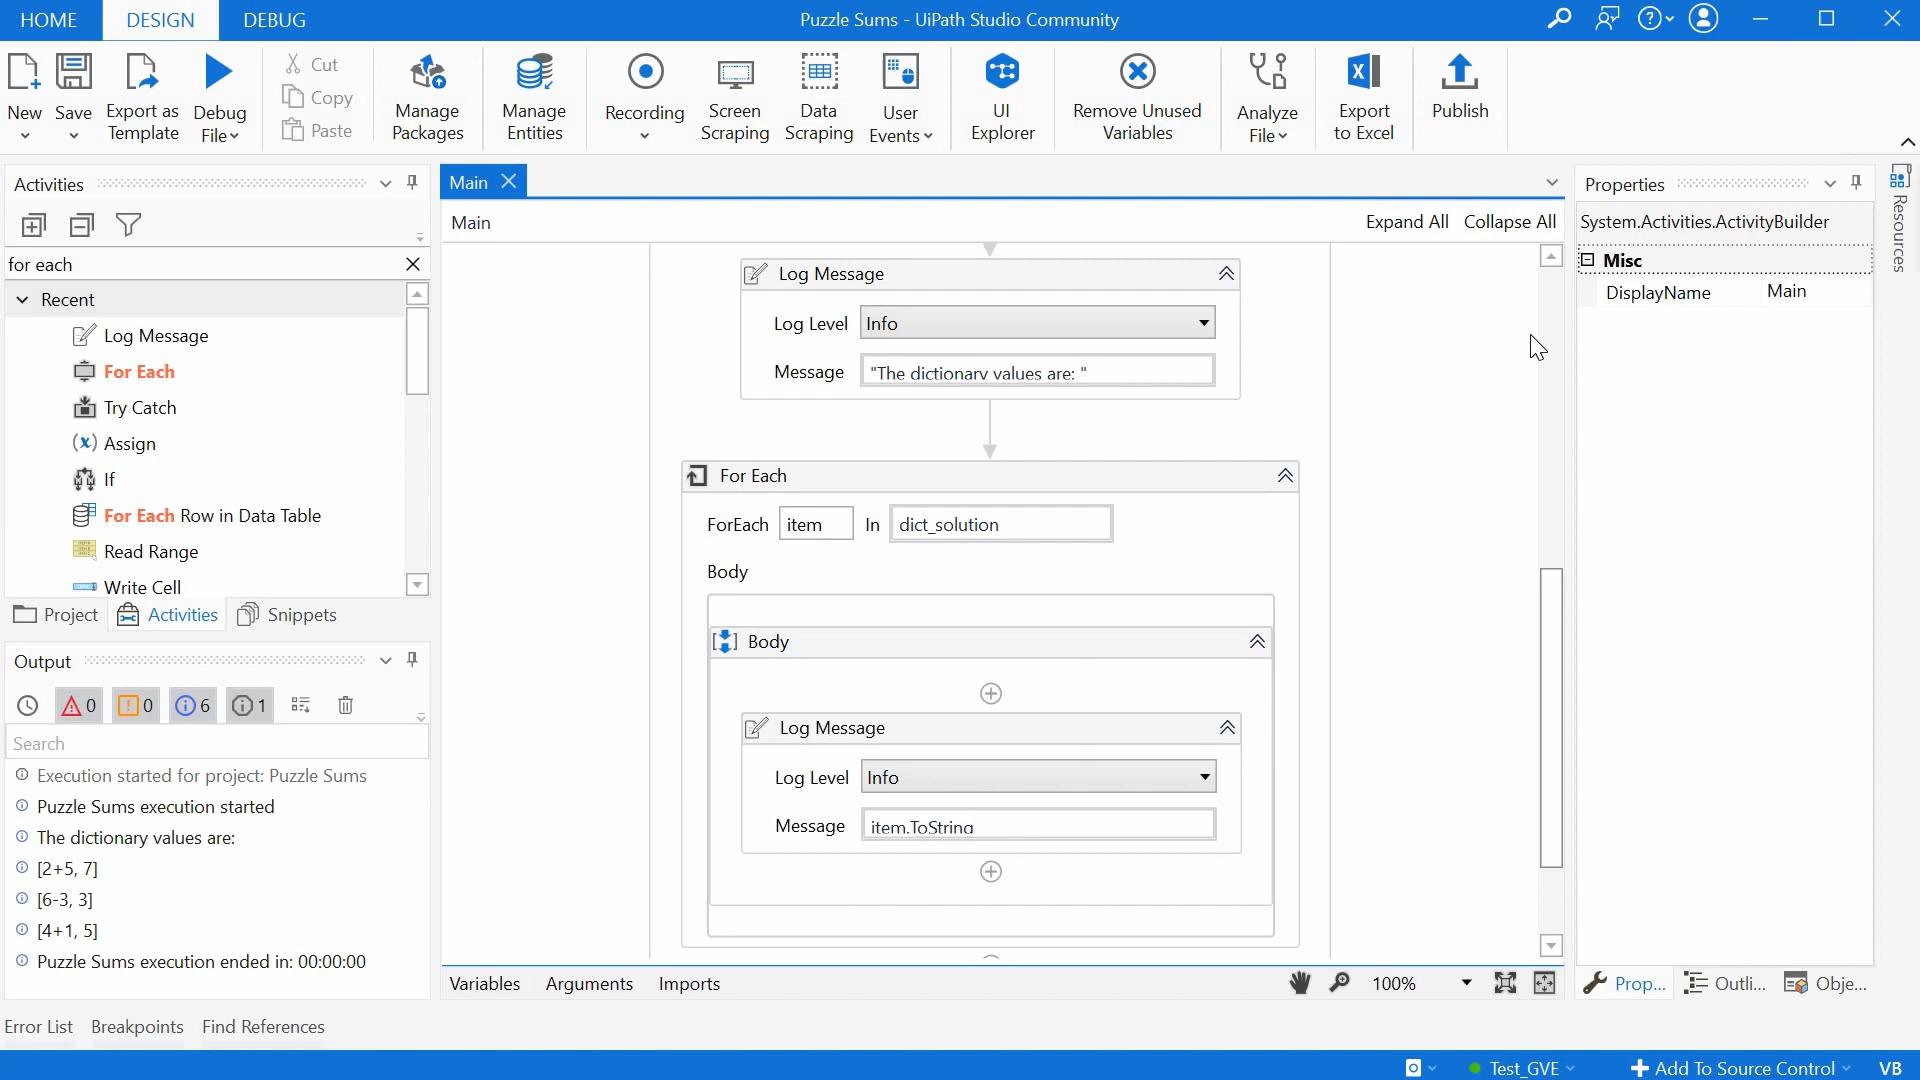 HOME DESIGN DEBUG Puzzle Sums - UiPath Studio Community
New Save Export as Template Debug File Cut Copy Paste Manage Packages Manage Entities Recording Screen Scraping Data Scraping User Events UI Explorer Remove Unused Variables Analyze File Export to Excel Publish
Activities
for each
Recent
Log Message
For Each
Try Catch
Assign
If
For Each Row in Data Table
Read Range
Write Cell
Project Activities Snippets
Output
0 0 6 1
Search
Execution started for project: Puzzle Sums
Puzzle Sums execution started
The dictionary values are:
[2+5, 7]
[6-3, 3]
[4+1, 5]
Puzzle Sums execution ended in: 00:00:00
Main
Main Expand All Collapse All
Log Message
Log Level Info
Message "The dictionary values are: "
For Each
ForEach item In dict_solution
Body
Body
Log Message
Log Level Info
Message item.ToString
Variables Arguments Imports 100%
Properties
System.Activities.ActivityBuilder
Misc
DisplayName Main
Prop... Outli... Obje...
Resources
Error List Breakpoints Find References
Test_GVE Add To Source Control VB